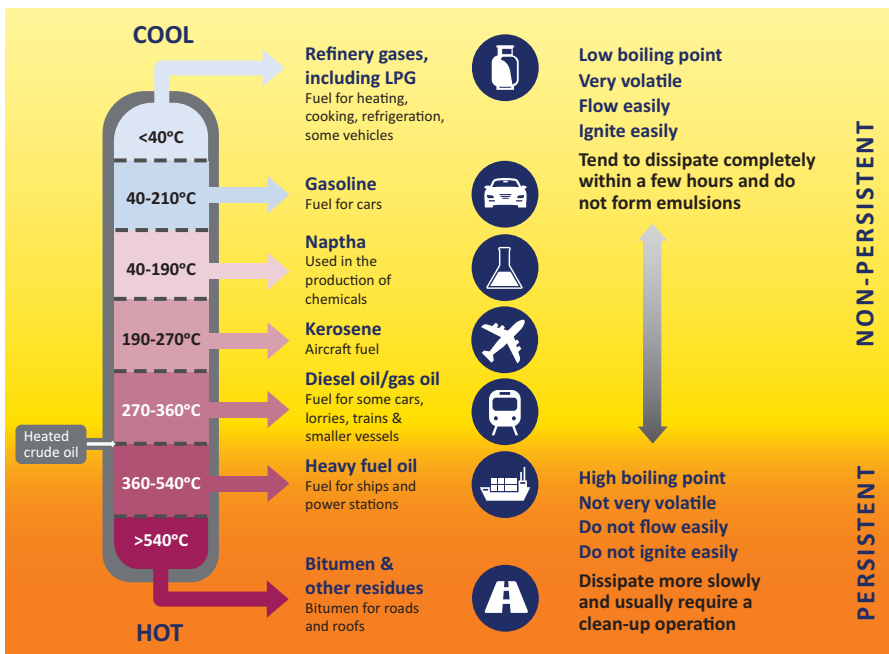 COOL
<40°C
40-210°C
40-190°C
190-270°C
270-360°C
Heated
crude oil
360-540°C
>540°C
HOT
Refinery gases,
including LPG
Fuel for heating,
cooking, refrigeration,
some vehicles
Gasoline
Fuel for cars
Naptha
Used in the
production of
chemicals
Kerosene
Aircraft fuel
Diesel oil/gas oil
Fuel for some cars,
lorries, trains &
smaller vessels
Heavy fuel oil
Fuel for ships and
power stations
Bitumen &
other residues
Bitumen for roads
and roofs
Low boiling point
Very volatile
Flow easily
Ignite easily
Tend to dissipate completely
within a few hours and do
not form emulsions
High boiling point
Not very volatile
Do not flow easily
Do not ignite easily
Dissipate more slowly
and usually require a
clean-up operation
NON-PERSISTENT
PERSISTENT